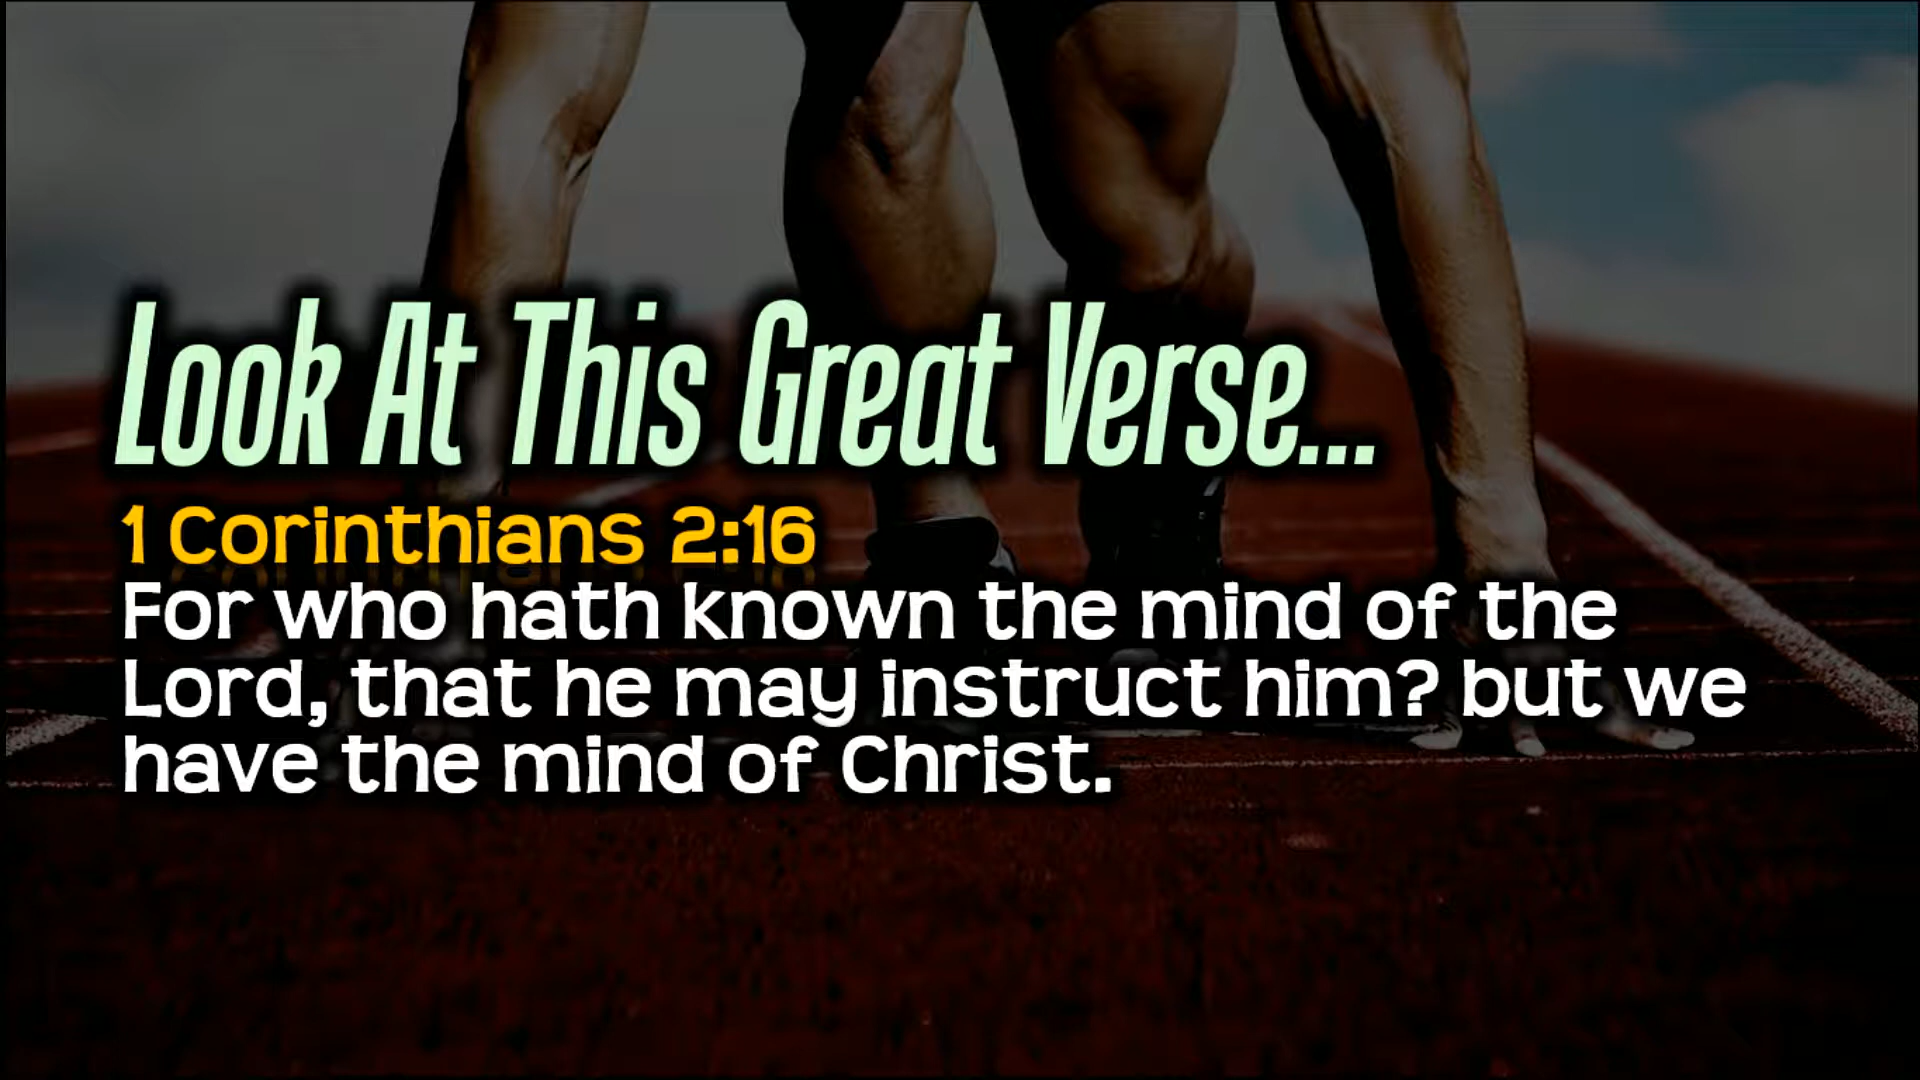 Look At This Great Verse...
1 Corinthians 2:16
For who hath known the mind of the
Lord, that he may instruct him? but we
have the mind of Christ.